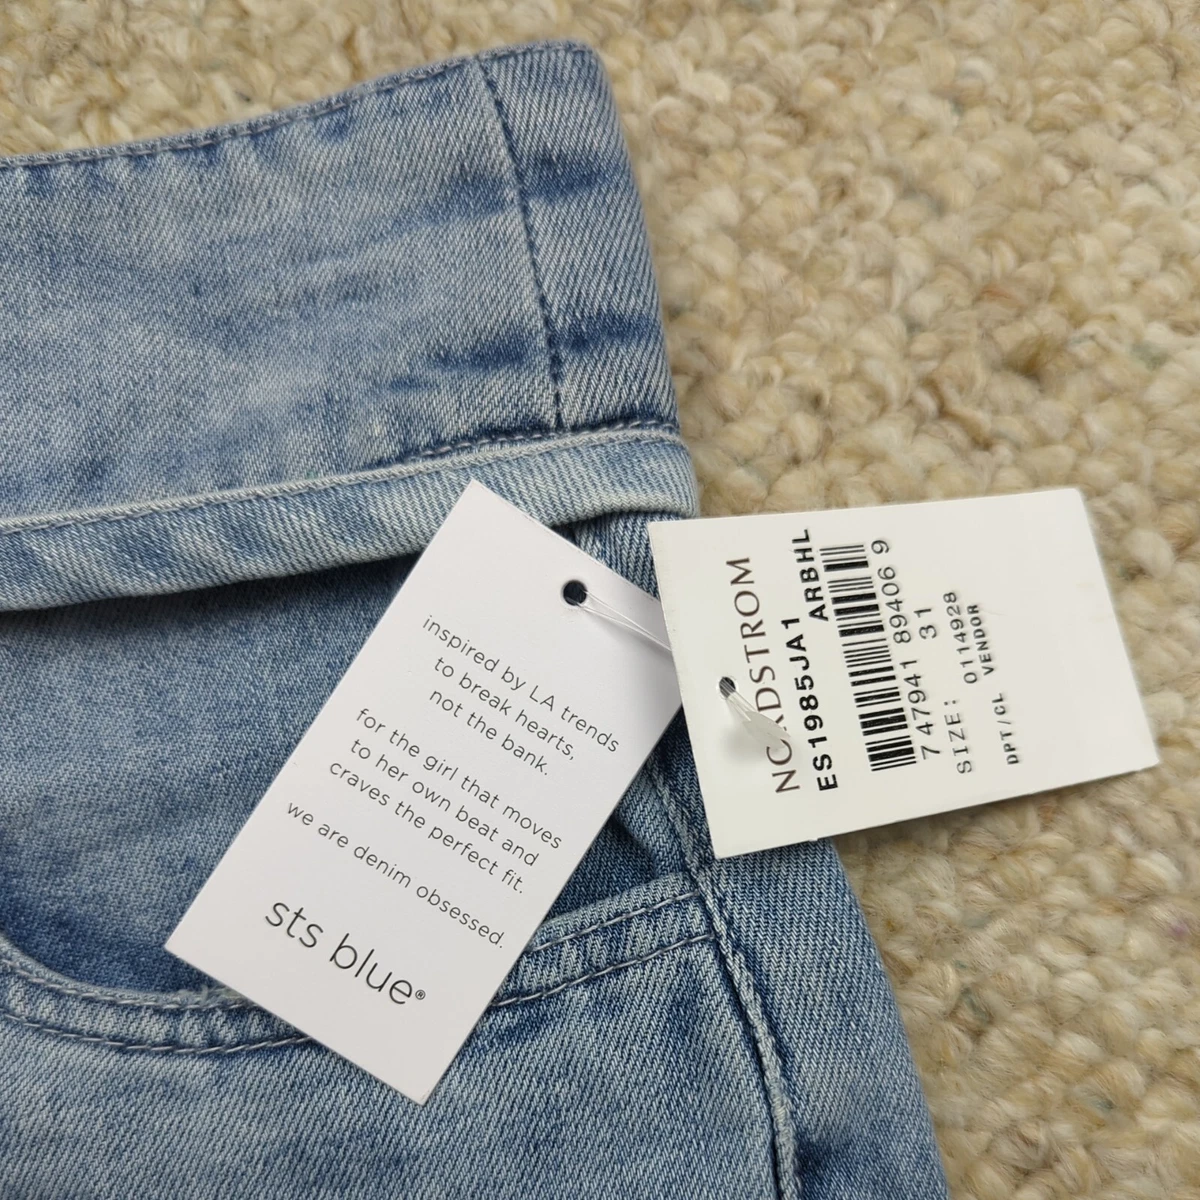 inspired by LA trends
to break hearts,
not the bank.
for the girl that moves
to her own beat and
craves the perfect fit.
we are denim obsessed.
sts blue®
NORDSTROM
ES1985JA1
ARBHL
7 47941 89406 9
SIZE: 31
0114928
DPT/CL VENDOR